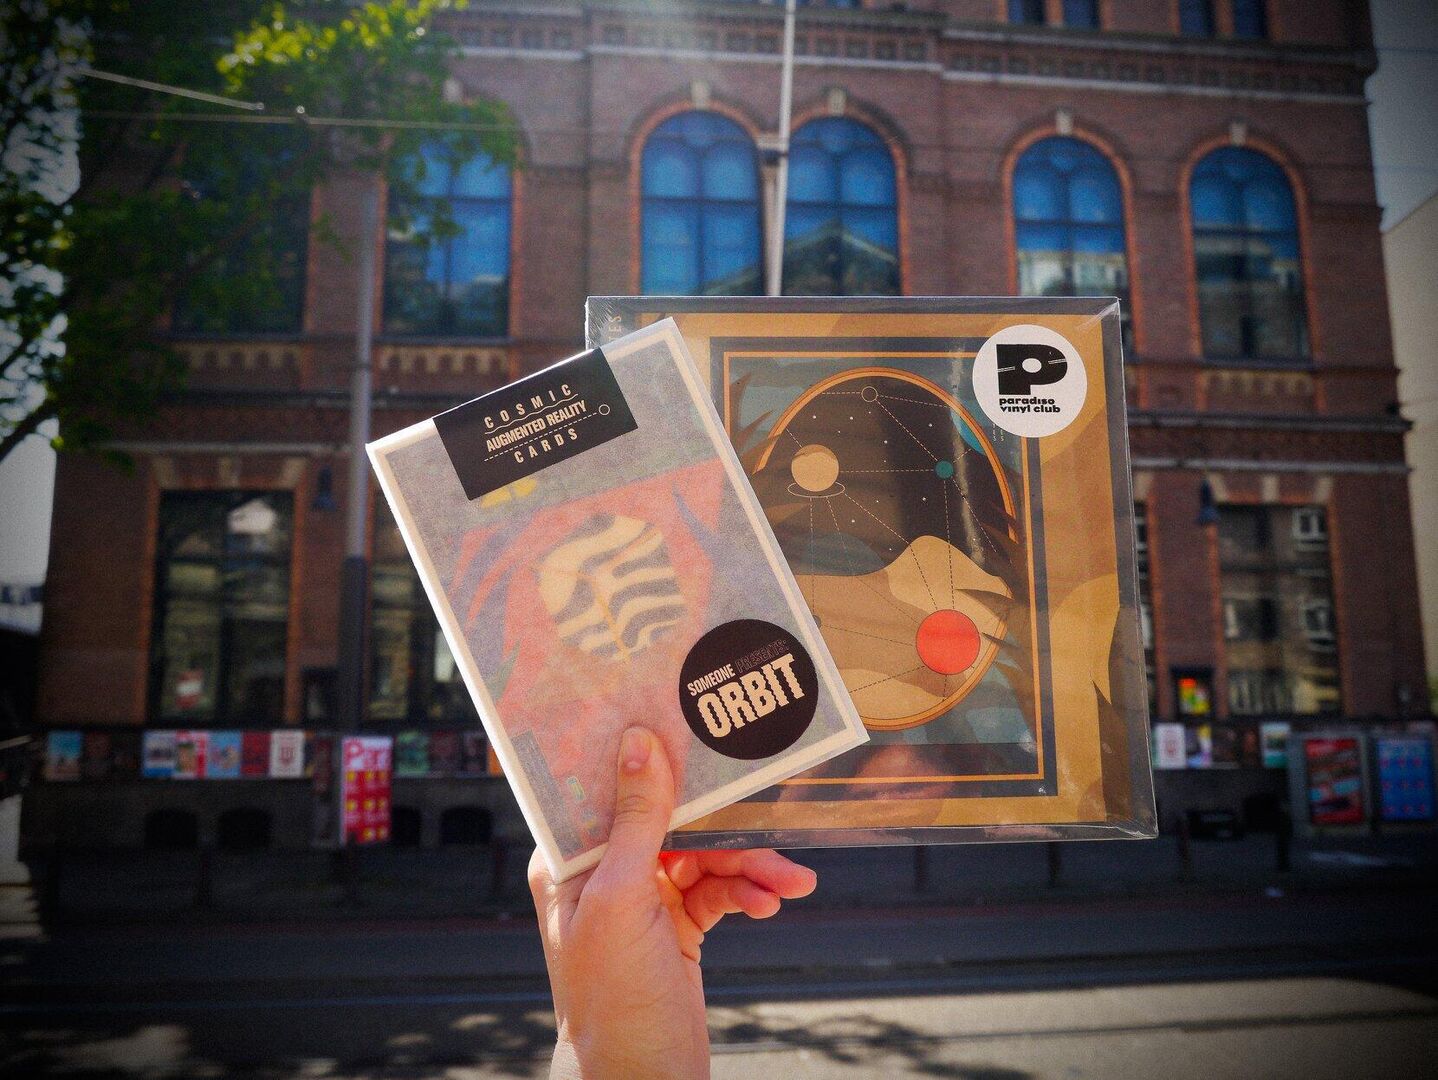 COSMIC
AUGMENTED REALITY
CARDS
SOMEONE PRESENTS:
ORBIT
P
paradiso
vinyl club